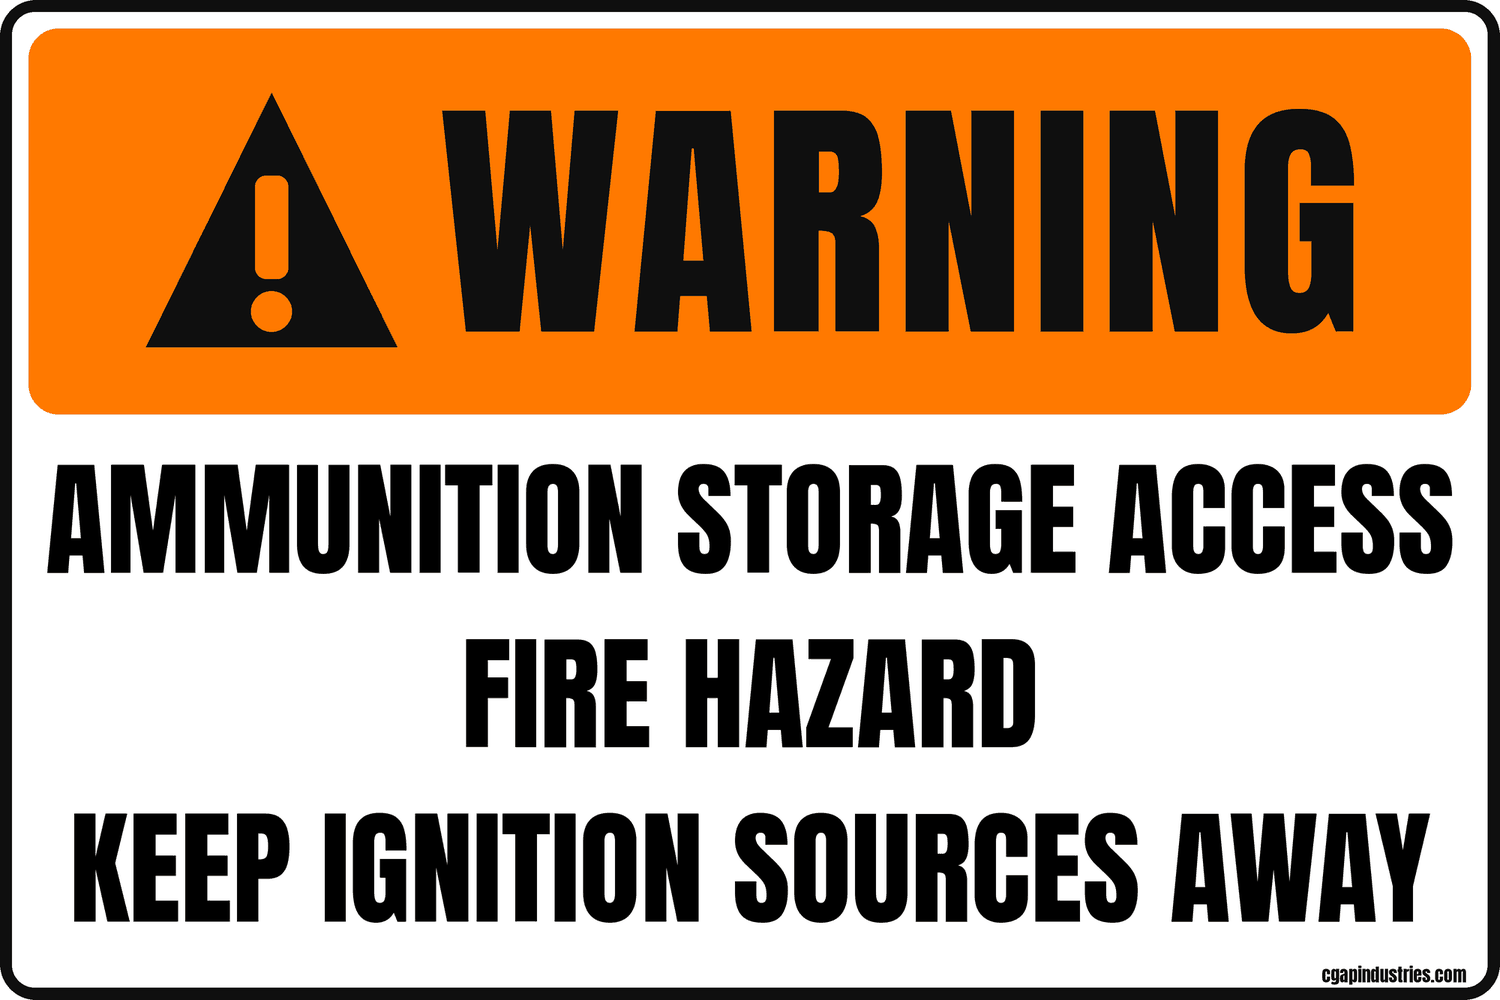 WARNING
AMMUNITION STORAGE ACCESS
FIRE HAZARD
KEEP IGNITION SOURCES AWAY
cgapindustries.com